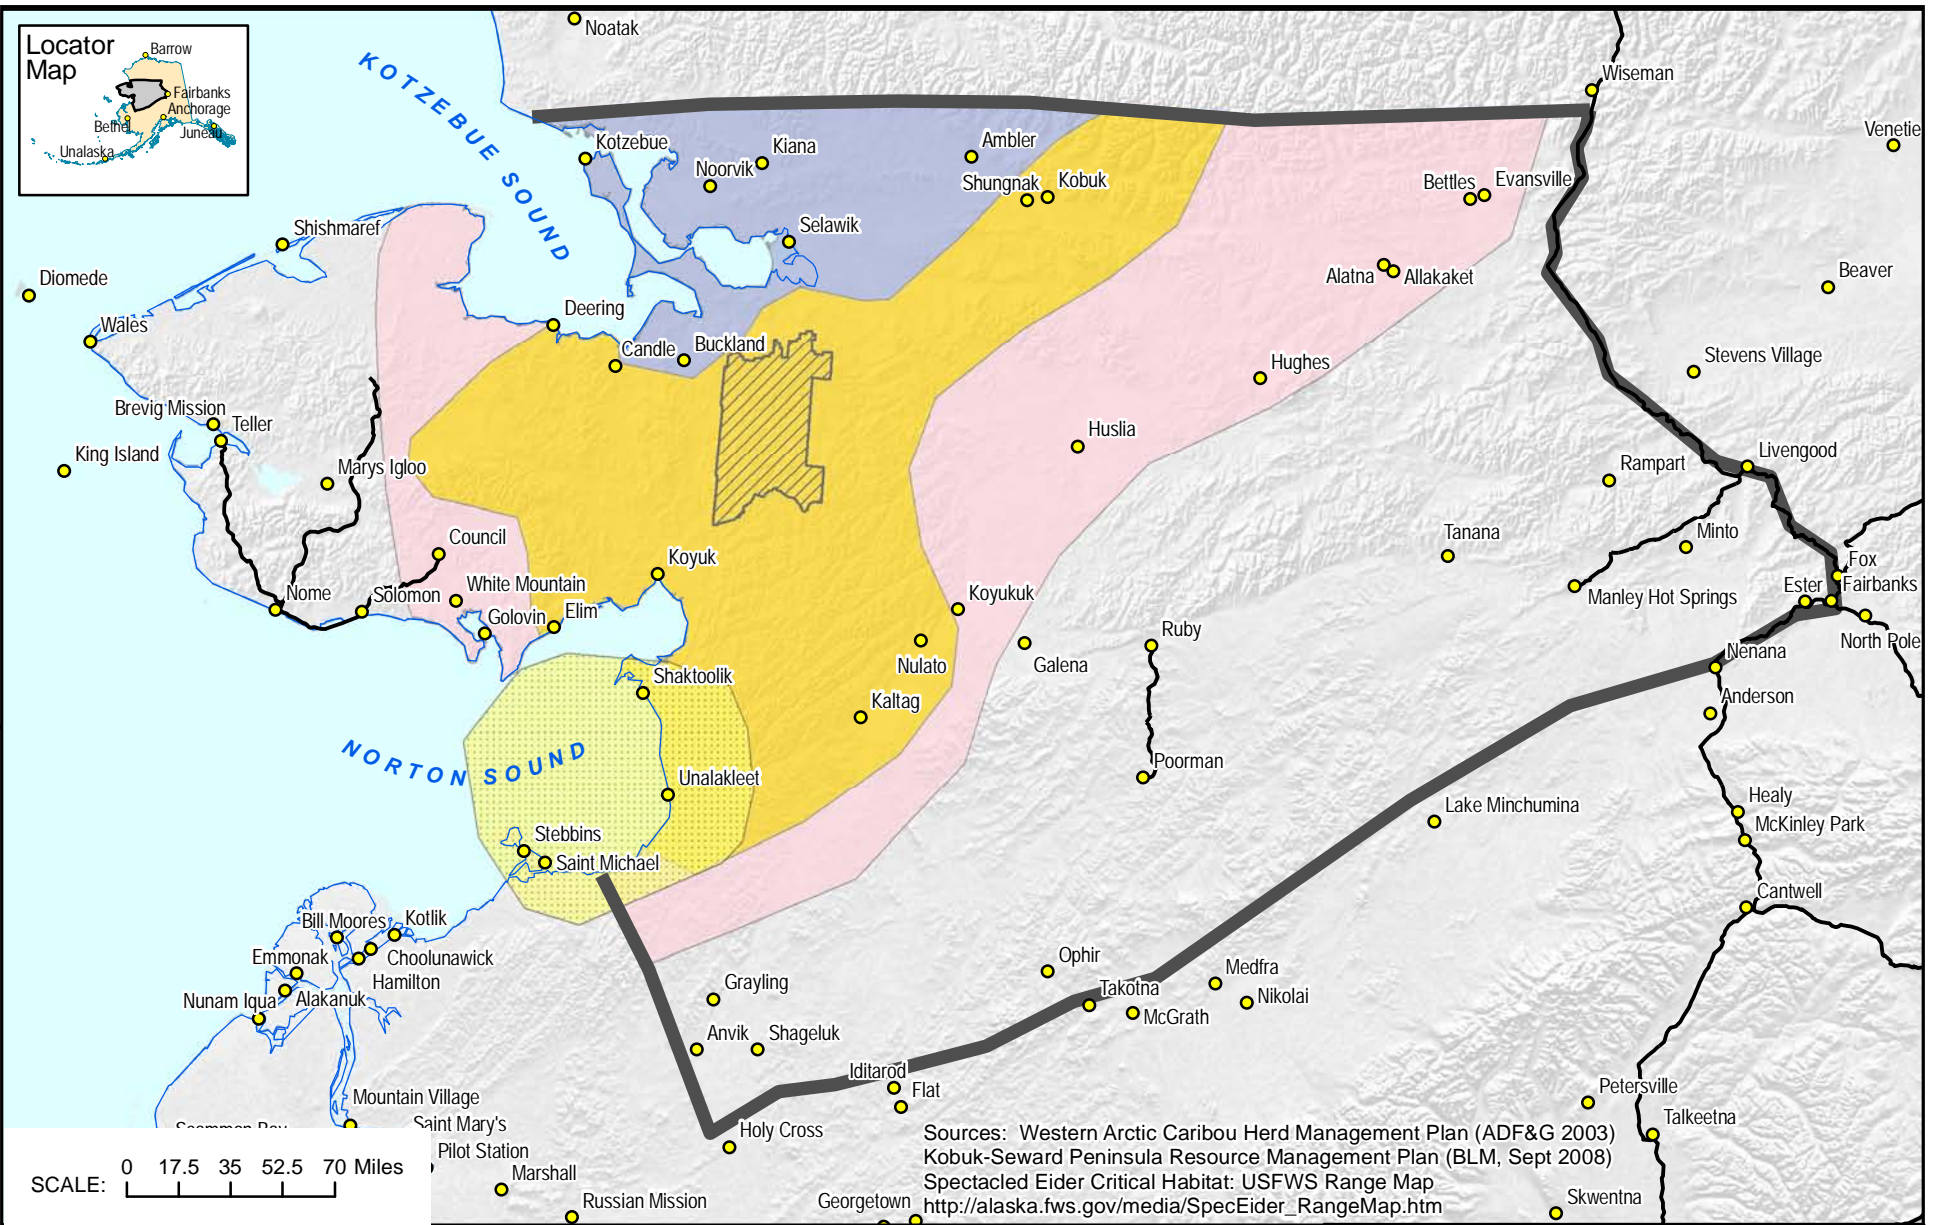 Locator
Map
Barrow
Fairbanks
Anchorage
Bethel
Juneau
Unalaska
Noatak
KOTZEBUE SOUND
Wiseman
Venetie
Kotzebue
Kiana
Noorvik
Ambler
Shungnak
Kobuk
Bettles
Evansville
Selawik
Shishmaref
Diomede
Alatna
Allakaket
Beaver
Deering
Wales
Candle
Buckland
Hughes
Stevens Village
Brevig Mission
Teller
King Island
Marys Igloo
Huslia
Livengood
Rampart
Council
Koyuk
Tanana
Minto
Fox
White Mountain
Nome
Solomon
Golovin
Elim
Koyukuk
Manley Hot Springs
Ester
Fairbanks
North Pole
Ruby
Nulato
Galena
Nenana
Shaktoolik
Kaltag
Anderson
NORTON SOUND
Unalakleet
Poorman
Lake Minchumina
Healy
McKinley Park
Stebbins
Saint Michael
Cantwell
Bill Moores
Kotlik
Choolunawick
Emmonak
Hamilton
Nunam Iqua
Alakanuk
Ophir
Medfra
Grayling
Takotna
Nikolai
McGrath
Anvik
Shageluk
Iditarod
Flat
Petersville
Talkeetna
Mountain Village
Scammon Bay
Saint Mary's
Holy Cross
Pilot Station
Marshall
Russian Mission
Georgetown
Skwentna
SCALE:
0 17.5 35 52.5 70 Miles
Sources: Western Arctic Caribou Herd Management Plan (ADF&G 2003)
Kobuk-Seward Peninsula Resource Management Plan (BLM, Sept 2008)
Spectacled Eider Critical Habitat: USFWS Range Map
http://alaska.fws.gov/media/SpecEider_RangeMap.htm